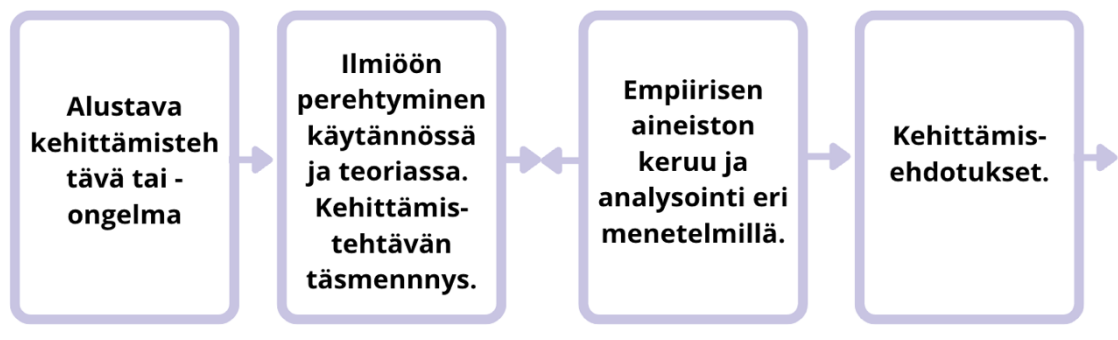 Alustava
kehittämisteh
tävä tai -
ongelma
Ilmiöön
perehtyminen
käytännössä
ja teoriassa.
Kehittämis-
tehtävän
täsmennnys.
Empiirisen
aineiston
keruu ja
analysointi eri
menetelmillä.
Kehittämis-
ehdotukset.